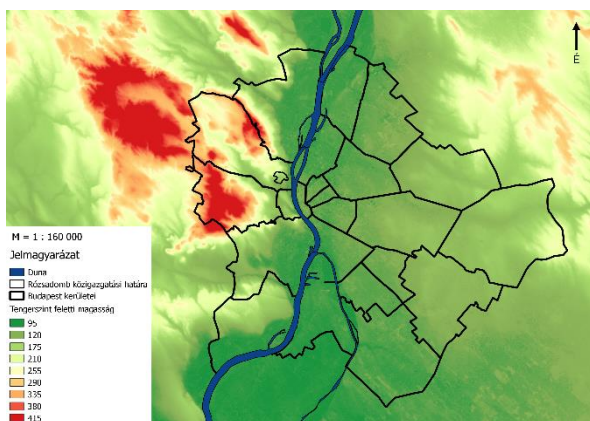 É
M = 1 : 160 000
Jelmagyarázat
Duna
Rózsadomb közigazgatási határa
Budapest kerületei
Tengerszint feletti magasság
95
120
175
210
255
290
335
380
415